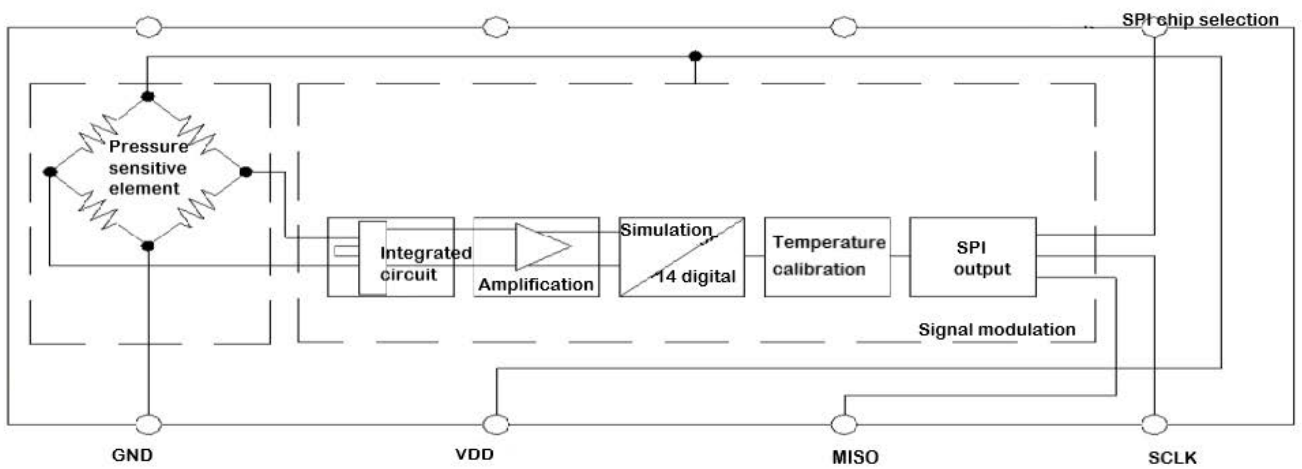 SPI chip selection
Pressure
sensitive
element
Integrated
circuit
Amplification
Simulation
14 digital
Temperature
calibration
SPI
output
Signal modulation
GND
VDD
MISO
SCLK